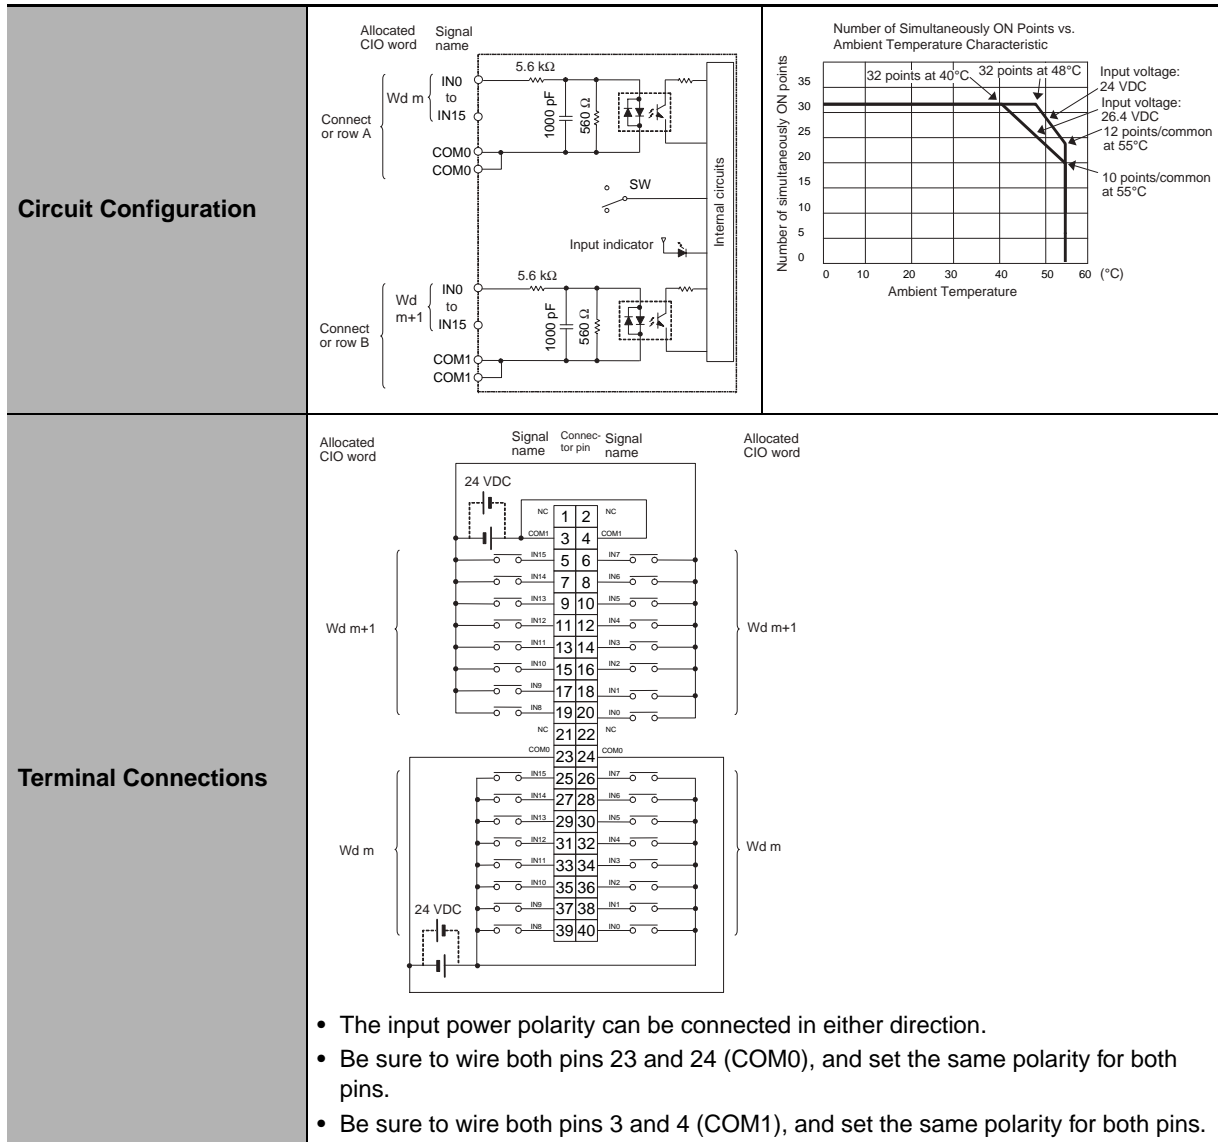 Circuit Configuration
Allocated
CIO word
Signal
name
Connect
or row A
Wd m
IN0
to
IN15
COM0
COM0
5.6 kΩ
1000 pF
560 Ω
SW
Input indicator
Internal circuits
Connect
or row B
Wd
m+1
IN0
to
IN15
COM1
COM1
5.6 kΩ
1000 pF
560 Ω
Number of Simultaneously ON Points vs.
Ambient Temperature Characteristic
Number of simultaneously ON points
35
30
25
20
15
10
5
0
32 points at 40°C
32 points at 48°C
Input voltage:
24 VDC
Input voltage:
26.4 VDC
12 points/common
at 55°C
10 points/common
at 55°C
0 10 20 30 40 50 60 (°C)
Ambient Temperature
Terminal Connections
Allocated
CIO word
Signal
name
Connec-
tor pin
Signal
name
Allocated
CIO word
24 VDC
NC 1 2 NC
COM1 3 4 COM1
IN15 5 6 IN7
IN14 7 8 IN6
IN13 9 10 IN5
Wd m+1 IN12 11 12 IN4 Wd m+1
IN11 13 14 IN3
IN10 15 16 IN2
IN9 17 18 IN1
IN8 19 20 IN0
NC 21 22 NC
COM0 23 24 COM0
IN15 25 26 IN7
IN14 27 28 IN6
IN13 29 30 IN5
Wd m IN12 31 32 IN4 Wd m
IN11 33 34 IN3
IN10 35 36 IN2
24 VDC IN9 37 38 IN1
IN8 39 40 IN0
• The input power polarity can be connected in either direction.
• Be sure to wire both pins 23 and 24 (COM0), and set the same polarity for both
pins.
• Be sure to wire both pins 3 and 4 (COM1), and set the same polarity for both pins.